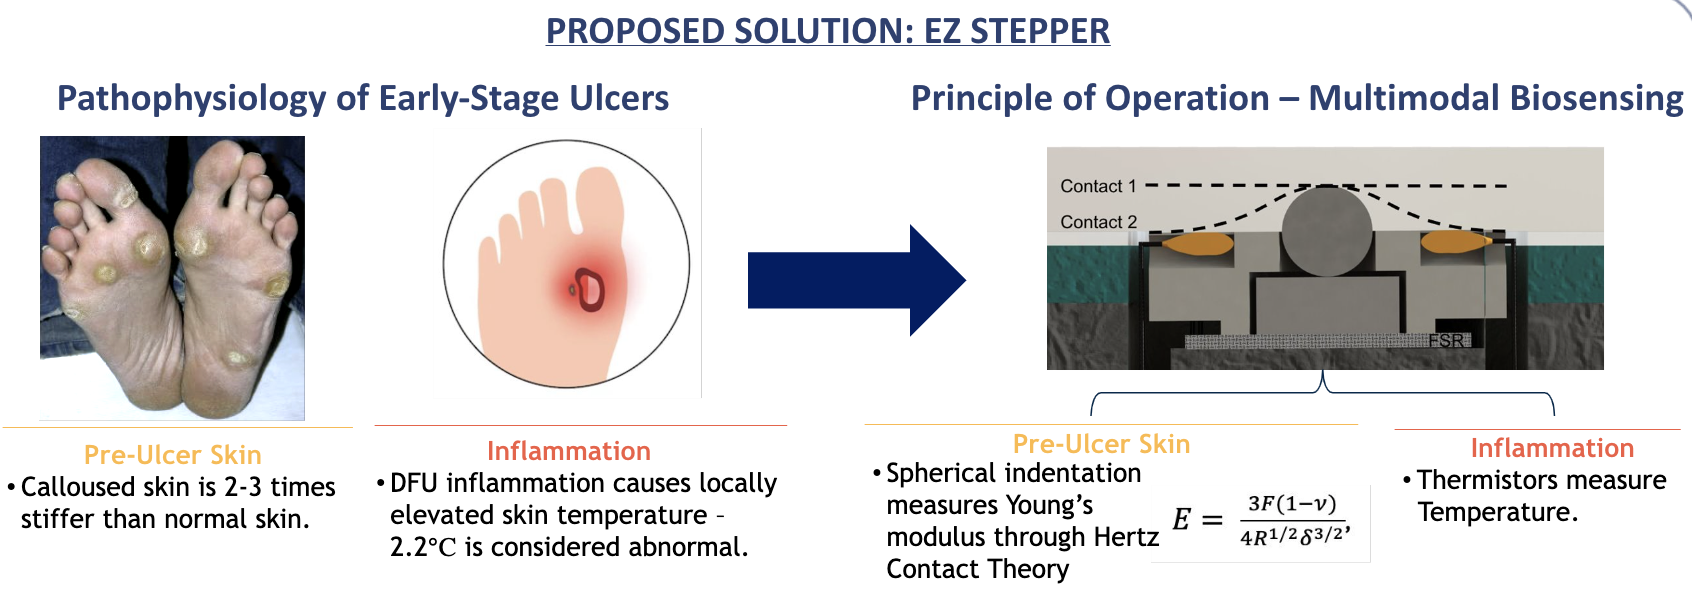 PROPOSED SOLUTION: EZ STEPPER
Pathophysiology of Early-Stage Ulcers
Pre-Ulcer Skin
• Calloused skin is 2-3 times
stiffer than normal skin.
Inflammation
• DFU inflammation causes locally
elevated skin temperature –
2.2°C is considered abnormal.
Principle of Operation – Multimodal Biosensing
Contact 1
Contact 2
FSR
Pre-Ulcer Skin
• Spherical indentation
measures Young's
modulus through Hertz
Contact Theory
E = 3F(1−ν) / 4R^1/2 δ^3/2,
Inflammation
• Thermistors measure
Temperature.